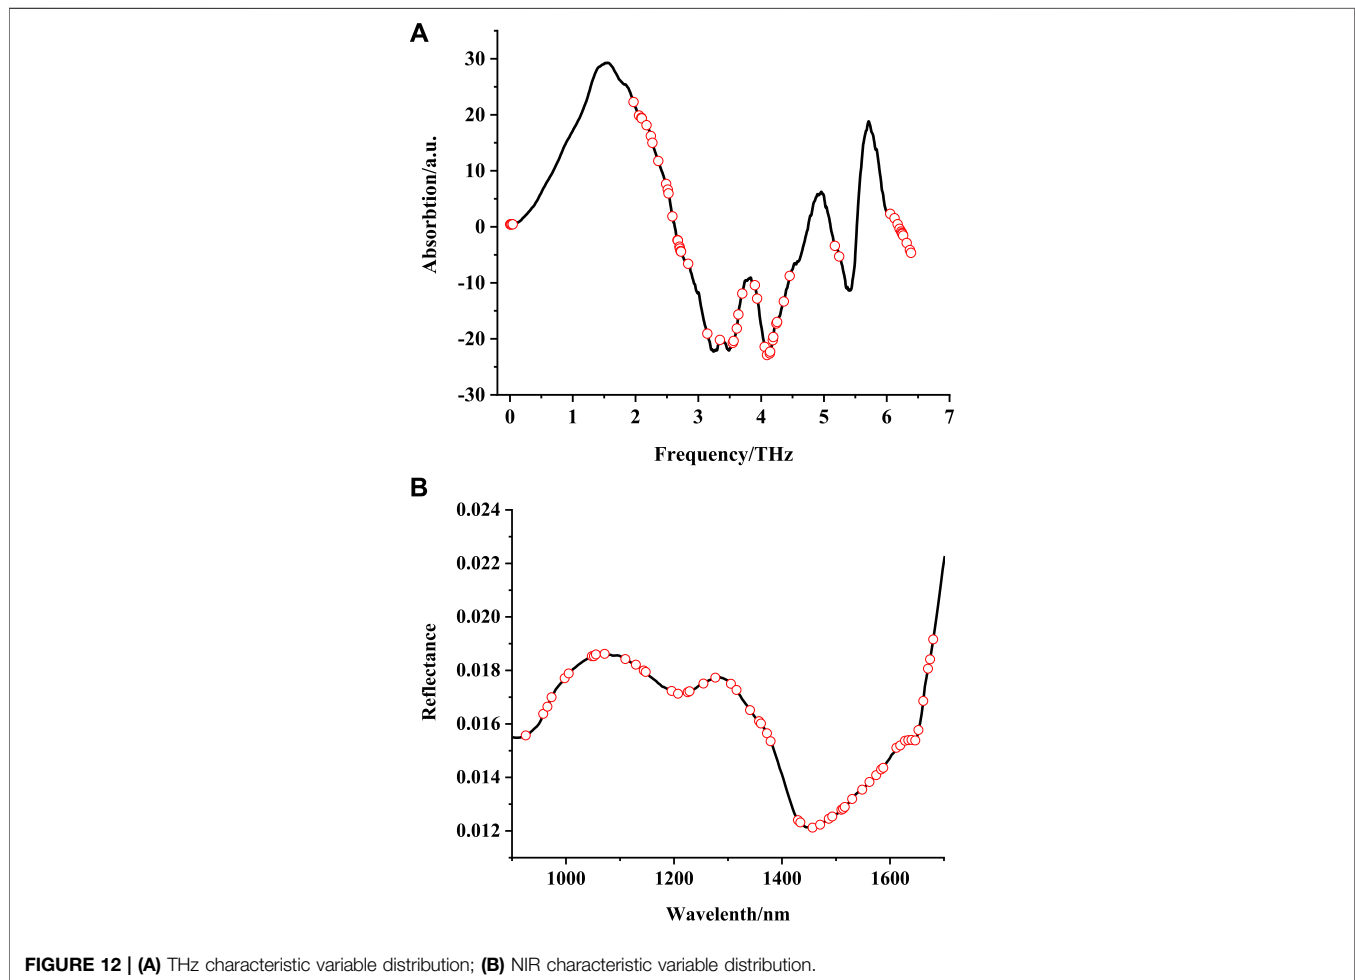 A
30
20
10
0
-10
-20
-30
Absorbtion/a.u.
0 1 2 3 4 5 6 7
Frequency/THz
B
0.024
0.022
0.020
0.018
0.016
0.014
0.012
Reflectance
1000 1200 1400 1600
Wavelenth/nm
FIGURE 12 | (A) THz characteristic variable distribution; (B) NIR characteristic variable distribution.